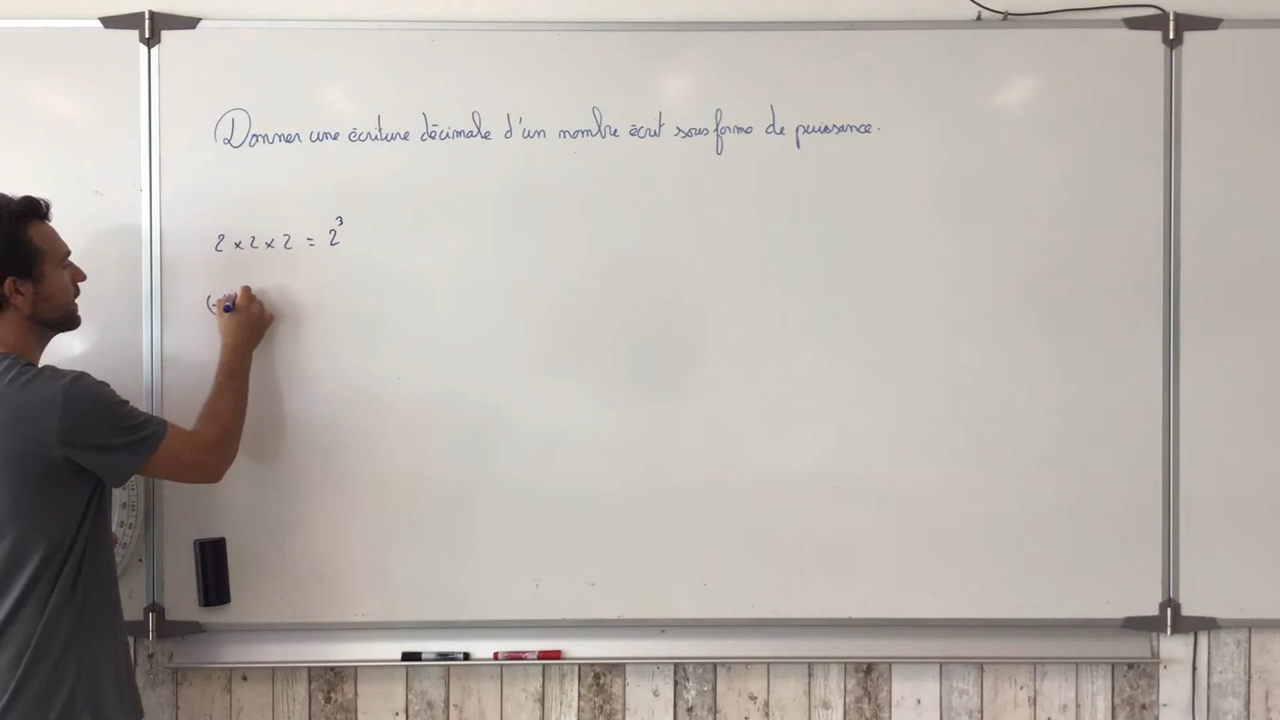 Donner une écriture décimale d'un nombre écrit sous forme de puissance.
2 × 2 × 2 = 2³
(-